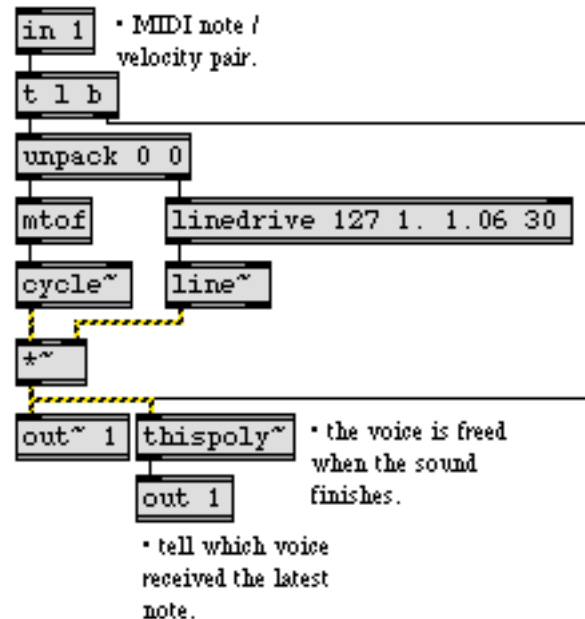 in 1
• MIDI note /
velocity pair.
t l b
unpack 0 0
mtof
linedrive 127 1. 1.06 30
cycle~
line~
*~
out~ 1
thispoly~
• the voice is freed
when the sound
finishes.
out 1
• tell which voice
received the latest
note.